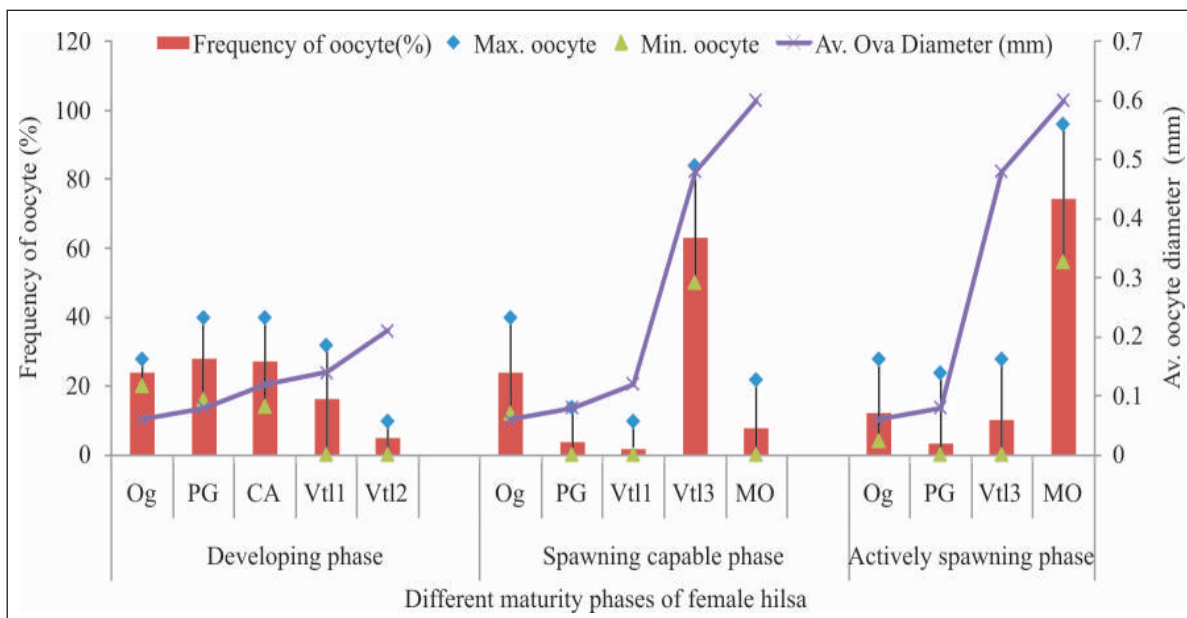 Frequency of oocyte(%) Max. oocyte Min. oocyte Av. Ova Diameter (mm)
Frequency of oocyte (%)
120
100
80
60
40
20
0
0.7
0.6
0.5
0.4
0.3
0.2
0.1
0
Av. oocyte diameter (mm)
Og PG CA Vtl1 Vtl2 Og PG Vtl1 Vtl3 MO Og PG Vtl3 MO
Developing phase Spawning capable phase Actively spawning phase
Different maturity phases of female hilsa